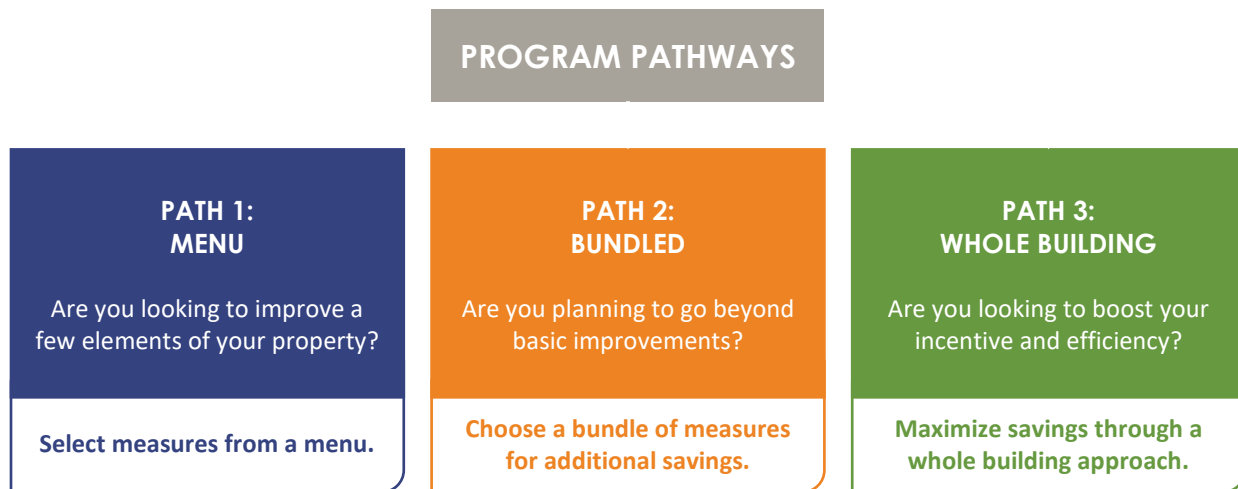 PROGRAM PATHWAYS
PATH 1:
MENU
Are you looking to improve a
few elements of your property?
Select measures from a menu.
PATH 2:
BUNDLED
Are you planning to go beyond
basic improvements?
Choose a bundle of measures
for additional savings.
PATH 3:
WHOLE BUILDING
Are you looking to boost your
incentive and efficiency?
Maximize savings through a
whole building approach.